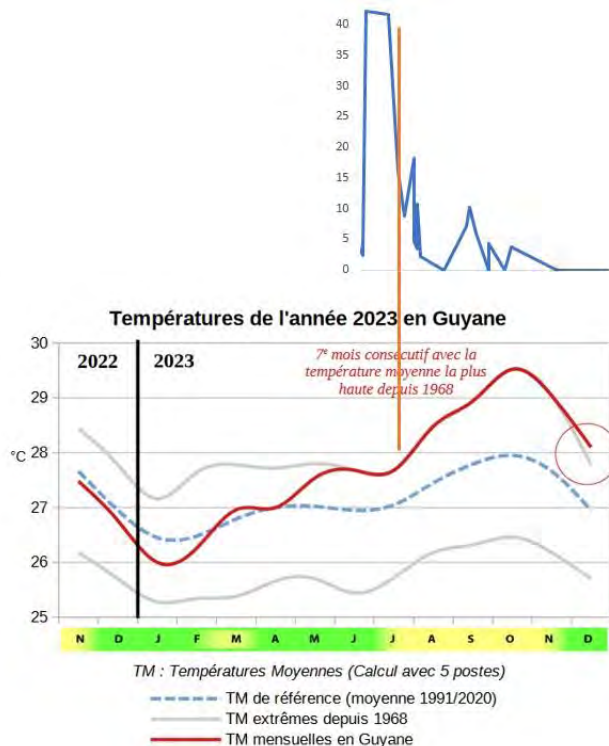 40
35
30
25
20
15
10
5
0
Températures de l'année 2023 en Guyane
30
29
28
°C
27
26
25
2022 2023
7e mois consécutif avec la
température moyenne la plus
haute depuis 1968
N D J F M A M J J A S O N D
TM : Températures Moyennes (Calcul avec 5 postes)
TM de référence (moyenne 1991/2020)
TM extrêmes depuis 1968
TM mensuelles en Guyane